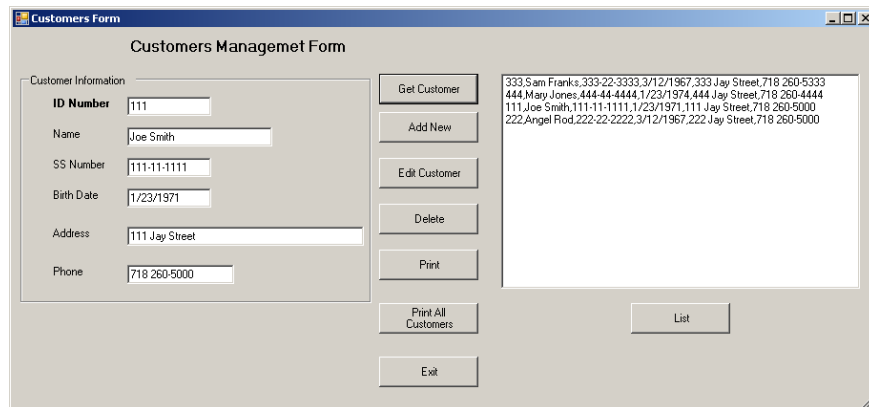 Customers Form
Customers Managemet Form
Customer Information
ID Number
111
Name
Joe Smith
SS Number
111-11-1111
Birth Date
1/23/1971
Address
111 Jay Street
Phone
718 260-5000
Get Customer
Add New
Edit Customer
Delete
Print
Print All
Customers
Exit
333,Sam Franks,333-22-3333,3/12/1967,333 Jay Street,718 260-5333
444,Mary Jones,444-44-4444,1/23/1974,444 Jay Street,718 260-4444
111,Joe Smith,111-11-1111,1/23/1971,111 Jay Street,718 260-5000
222,Angel Rod,222-22-2222,3/12/1967,222 Jay Street,718 260-5000
List